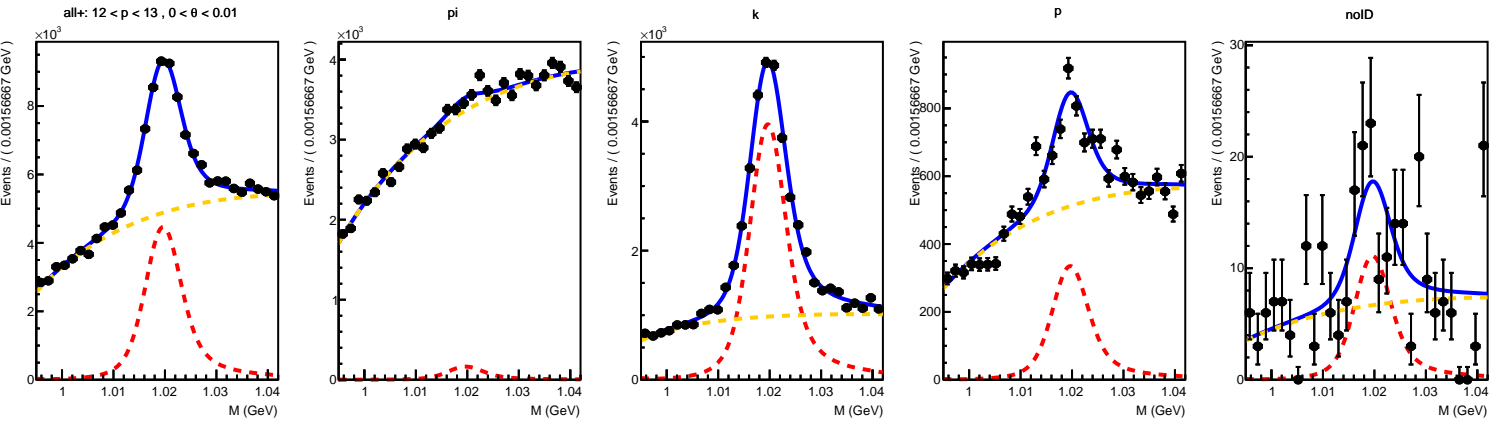 all+: 12 < p < 13 , 0 < θ < 0.01
×10³
Events / ( 0.00156667 GeV )
8
6
4
2
0
1 1.01 1.02 1.03 1.04
M (GeV)
pi
×10³
Events / ( 0.00156667 GeV )
4
3
2
1
0
1 1.01 1.02 1.03 1.04
M (GeV)
k
×10³
Events / ( 0.00156667 GeV )
4
2
0
1 1.01 1.02 1.03 1.04
M (GeV)
p
Events / ( 0.00156667 GeV )
800
600
400
200
0
1 1.01 1.02 1.03 1.04
M (GeV)
noID
Events / ( 0.00156667 GeV )
30
20
10
0
1 1.01 1.02 1.03 1.04
M (GeV)